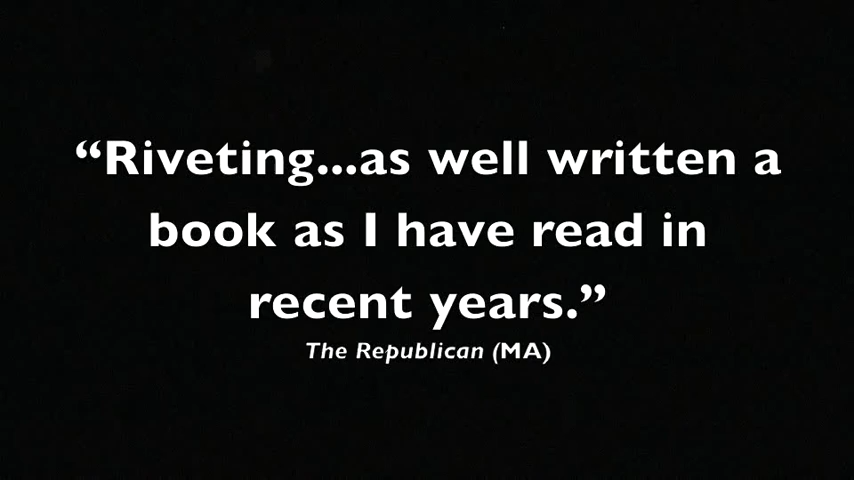 “Riveting...as well written a
book as I have read in
recent years.”
The Republican (MA)